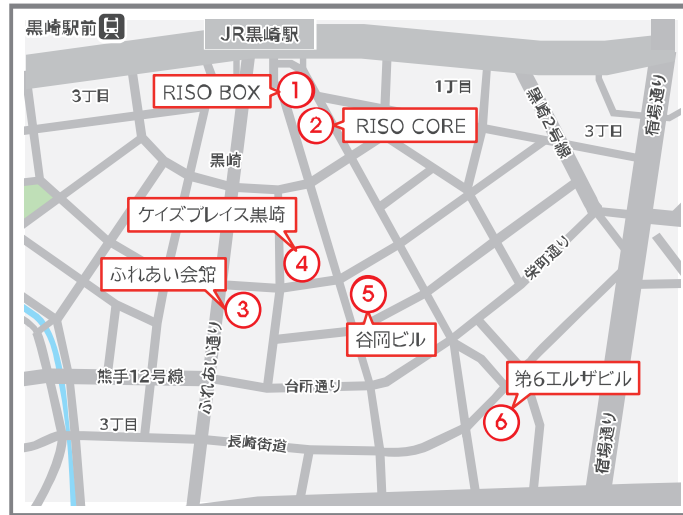 黒崎駅前
JR黒崎駅
3丁目
RISO BOX
1
1丁目
黒崎2号線
宿場通り
2
RISO CORE
3丁目
黒崎
ケイズプレイス黒崎
4
栄町通り
ふれあい会館
3
5
谷岡ビル
ふれあい通り
熊手12号線
台所通り
第6エルザビル
6
3丁目
長崎街道
宿場通り